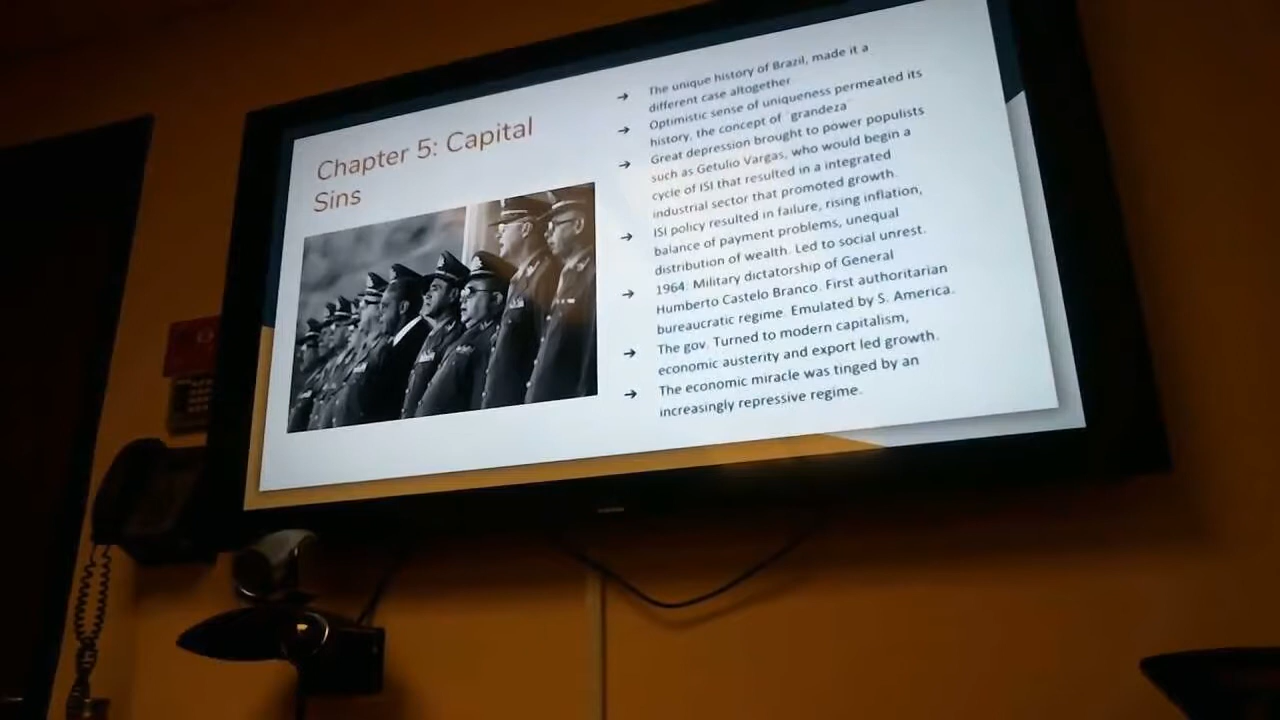 Chapter 5: Capital
Sins
➔ The unique history of Brazil, made it a
different case altogether
➔ Optimistic sense of uniqueness permeated its
history, the concept of ¨grandeza¨
➔ Great depression brought to power populists
such as Getulio Vargas, who would begin a
cycle of ISI that resulted in a integrated
industrial sector that promoted growth.
➔ ISI policy resulted in failure, rising inflation,
balance of payment problems, unequal
distribution of wealth. Led to social unrest.
➔ 1964: Military dictatorship of General
Humberto Castelo Branco. First authoritarian
bureaucratic regime. Emulated by S. America.
➔ The gov. Turned to modern capitalism,
economic austerity and export led growth.
➔ The economic miracle was tinged by an
increasingly repressive regime.